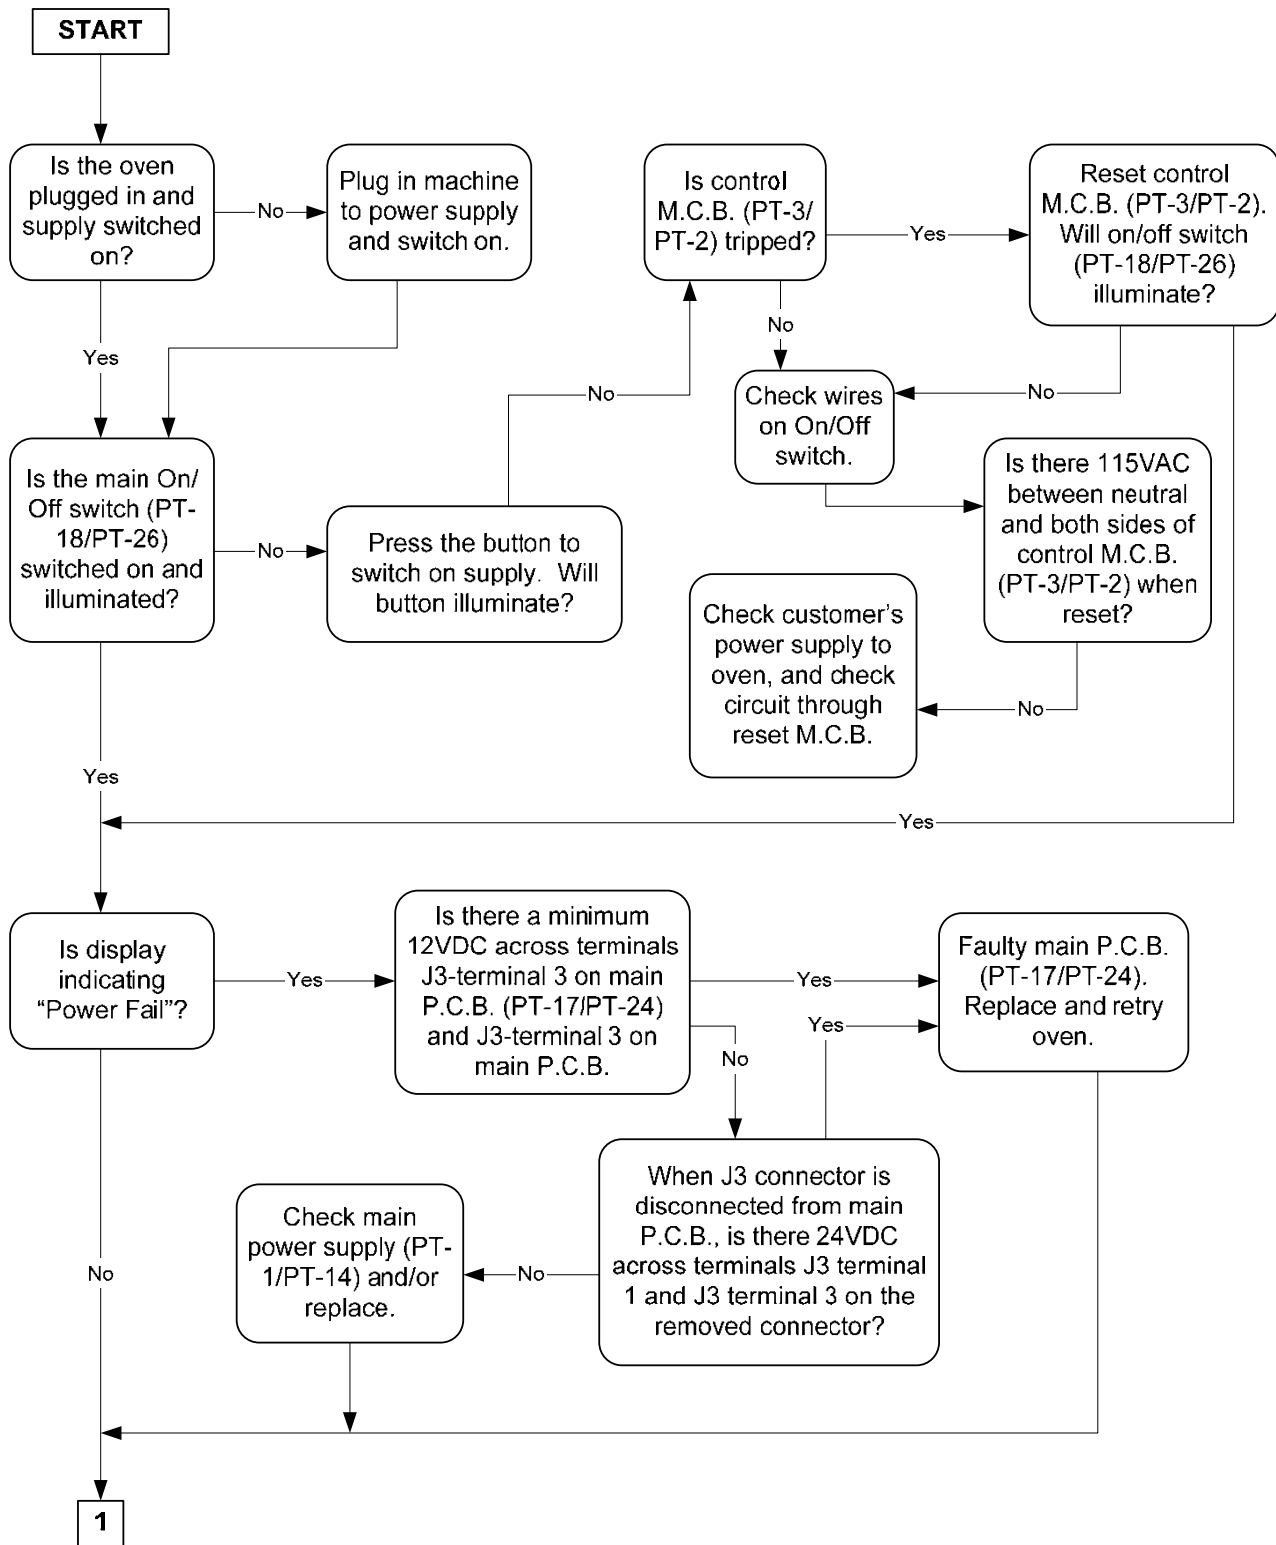 START
Is the oven
plugged in and
supply switched
on?
No
Plug in machine
to power supply
and switch on.
Is control
M.C.B. (PT-3/
PT-2) tripped?
Yes
Reset control
M.C.B. (PT-3/PT-2).
Will on/off switch
(PT-18/PT-26)
illuminate?
Yes
No
No
No
Check wires
on On/Off
switch.
Is the main On/
Off switch (PT-
18/PT-26)
switched on and
illuminated?
No
Press the button to
switch on supply.  Will
button illuminate?
Is there 115VAC
between neutral
and both sides of
control M.C.B.
(PT-3/PT-2) when
reset?
Check customer's
power supply to
oven, and check
circuit through
reset M.C.B.
No
Yes
Yes
Is display
indicating
“Power Fail”?
Yes
Is there a minimum
12VDC across terminals
J3-terminal 3 on main
P.C.B. (PT-17/PT-24)
and J3-terminal 3 on
main P.C.B.
Yes
Faulty main P.C.B.
(PT-17/PT-24).
Replace and retry
oven.
Yes
No
When J3 connector is
disconnected from main
P.C.B., is there 24VDC
across terminals J3 terminal
1 and J3 terminal 3 on the
removed connector?
No
Check main
power supply (PT-
1/PT-14) and/or
replace.
No
1